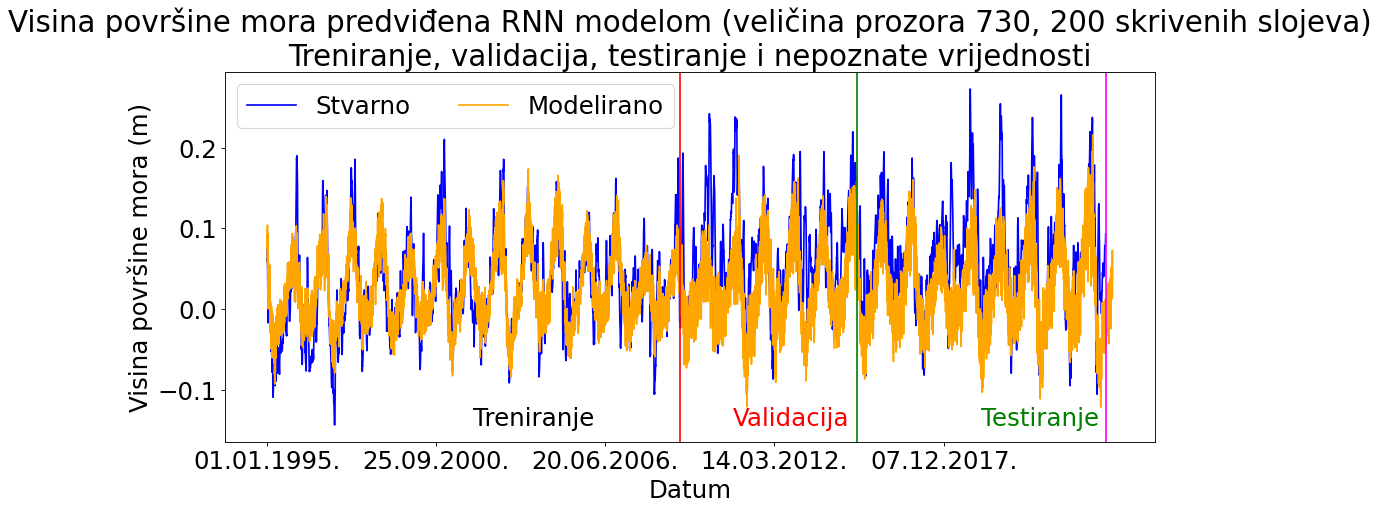 Visina površine mora predviđena RNN modelom (veličina prozora 730, 200 skrivenih slojeva)
Treniranje, validacija, testiranje i nepoznate vrijednosti
Stvarno Modelirano
Visina površine mora (m)
0.2
0.1
0.0
−0.1
Treniranje Validacija Testiranje
01.01.1995. 25.09.2000. 20.06.2006. 14.03.2012. 07.12.2017.
Datum